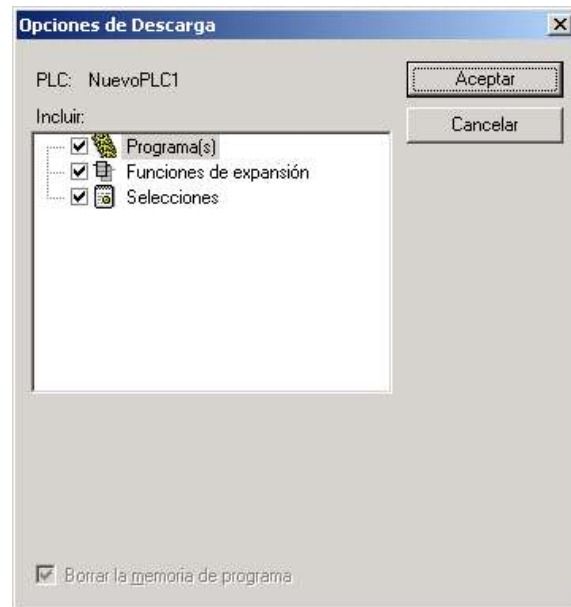 Opciones de Descarga
PLC: NuevoPLC1
Aceptar
Incluir:
Cancelar
Programa(s)
Funciones de expansión
Selecciones
Borrar la memoria de programa